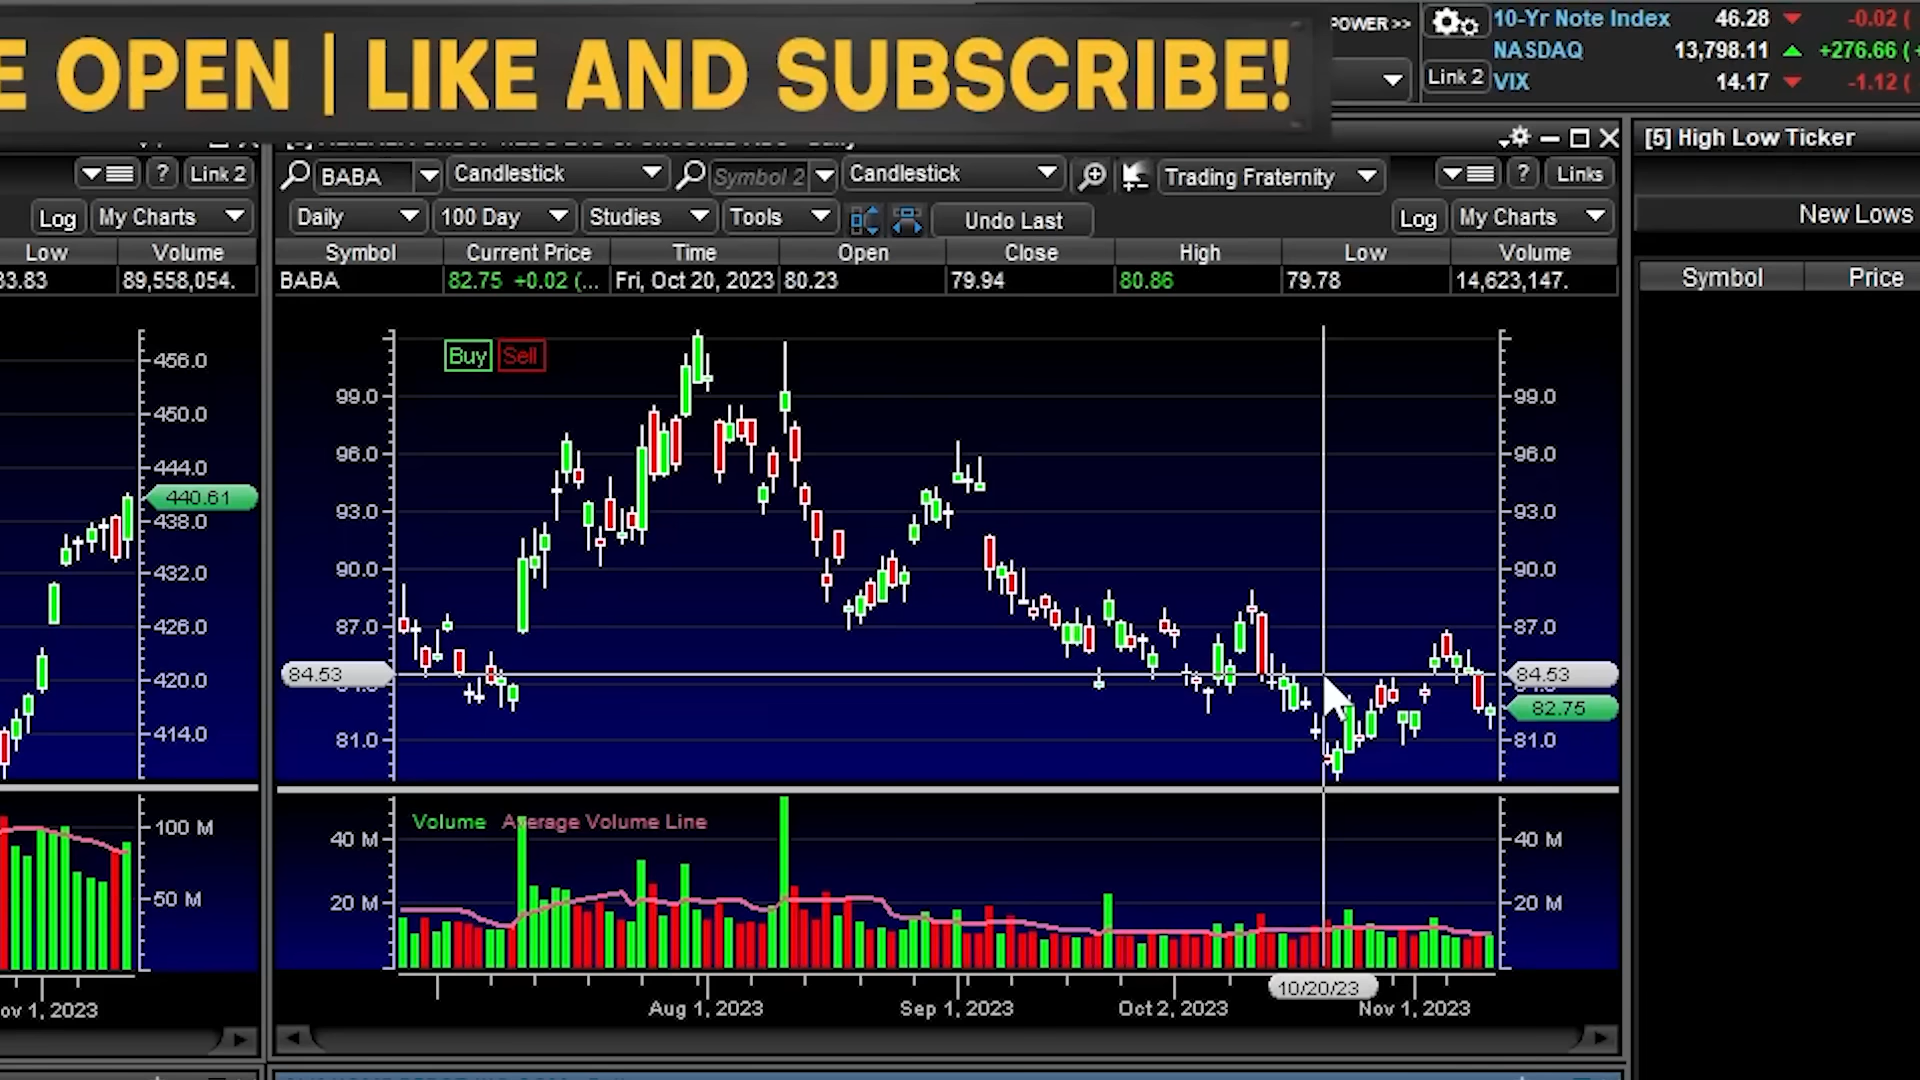 E OPEN | LIKE AND SUBSCRIBE!
POWER >>
10-Yr Note Index 46.28 -0.02 (
NASDAQ 13,798.11 +276.66 (+
Link 2 VIX 14.17 -1.12 (
[5] High Low Ticker
? Link 2 BABA Candlestick Symbol 2 Candlestick Trading Fraternity ? Links
Log My Charts Daily 100 Day Studies Tools Undo Last Log My Charts New Lows
Low Volume Symbol Current Price Time Open Close High Low Volume
33.83 89,558,054. BABA 82.75 +0.02 (... Fri, Oct 20, 2023 80.23 79.94 80.86 79.78 14,623,147.
Symbol Price
Buy Sell
456.0
450.0
444.0
440.61
438.0
432.0
426.0
420.0
414.0
99.0 99.0
96.0 96.0
93.0 93.0
90.0 90.0
87.0 87.0
84.53 84.53
82.75
81.0 81.0
Volume Average Volume Line
100 M
50 M
40 M 40 M
20 M 20 M
10/20/23
ov 1, 2023 Aug 1, 2023 Sep 1, 2023 Oct 2, 2023 Nov 1, 2023